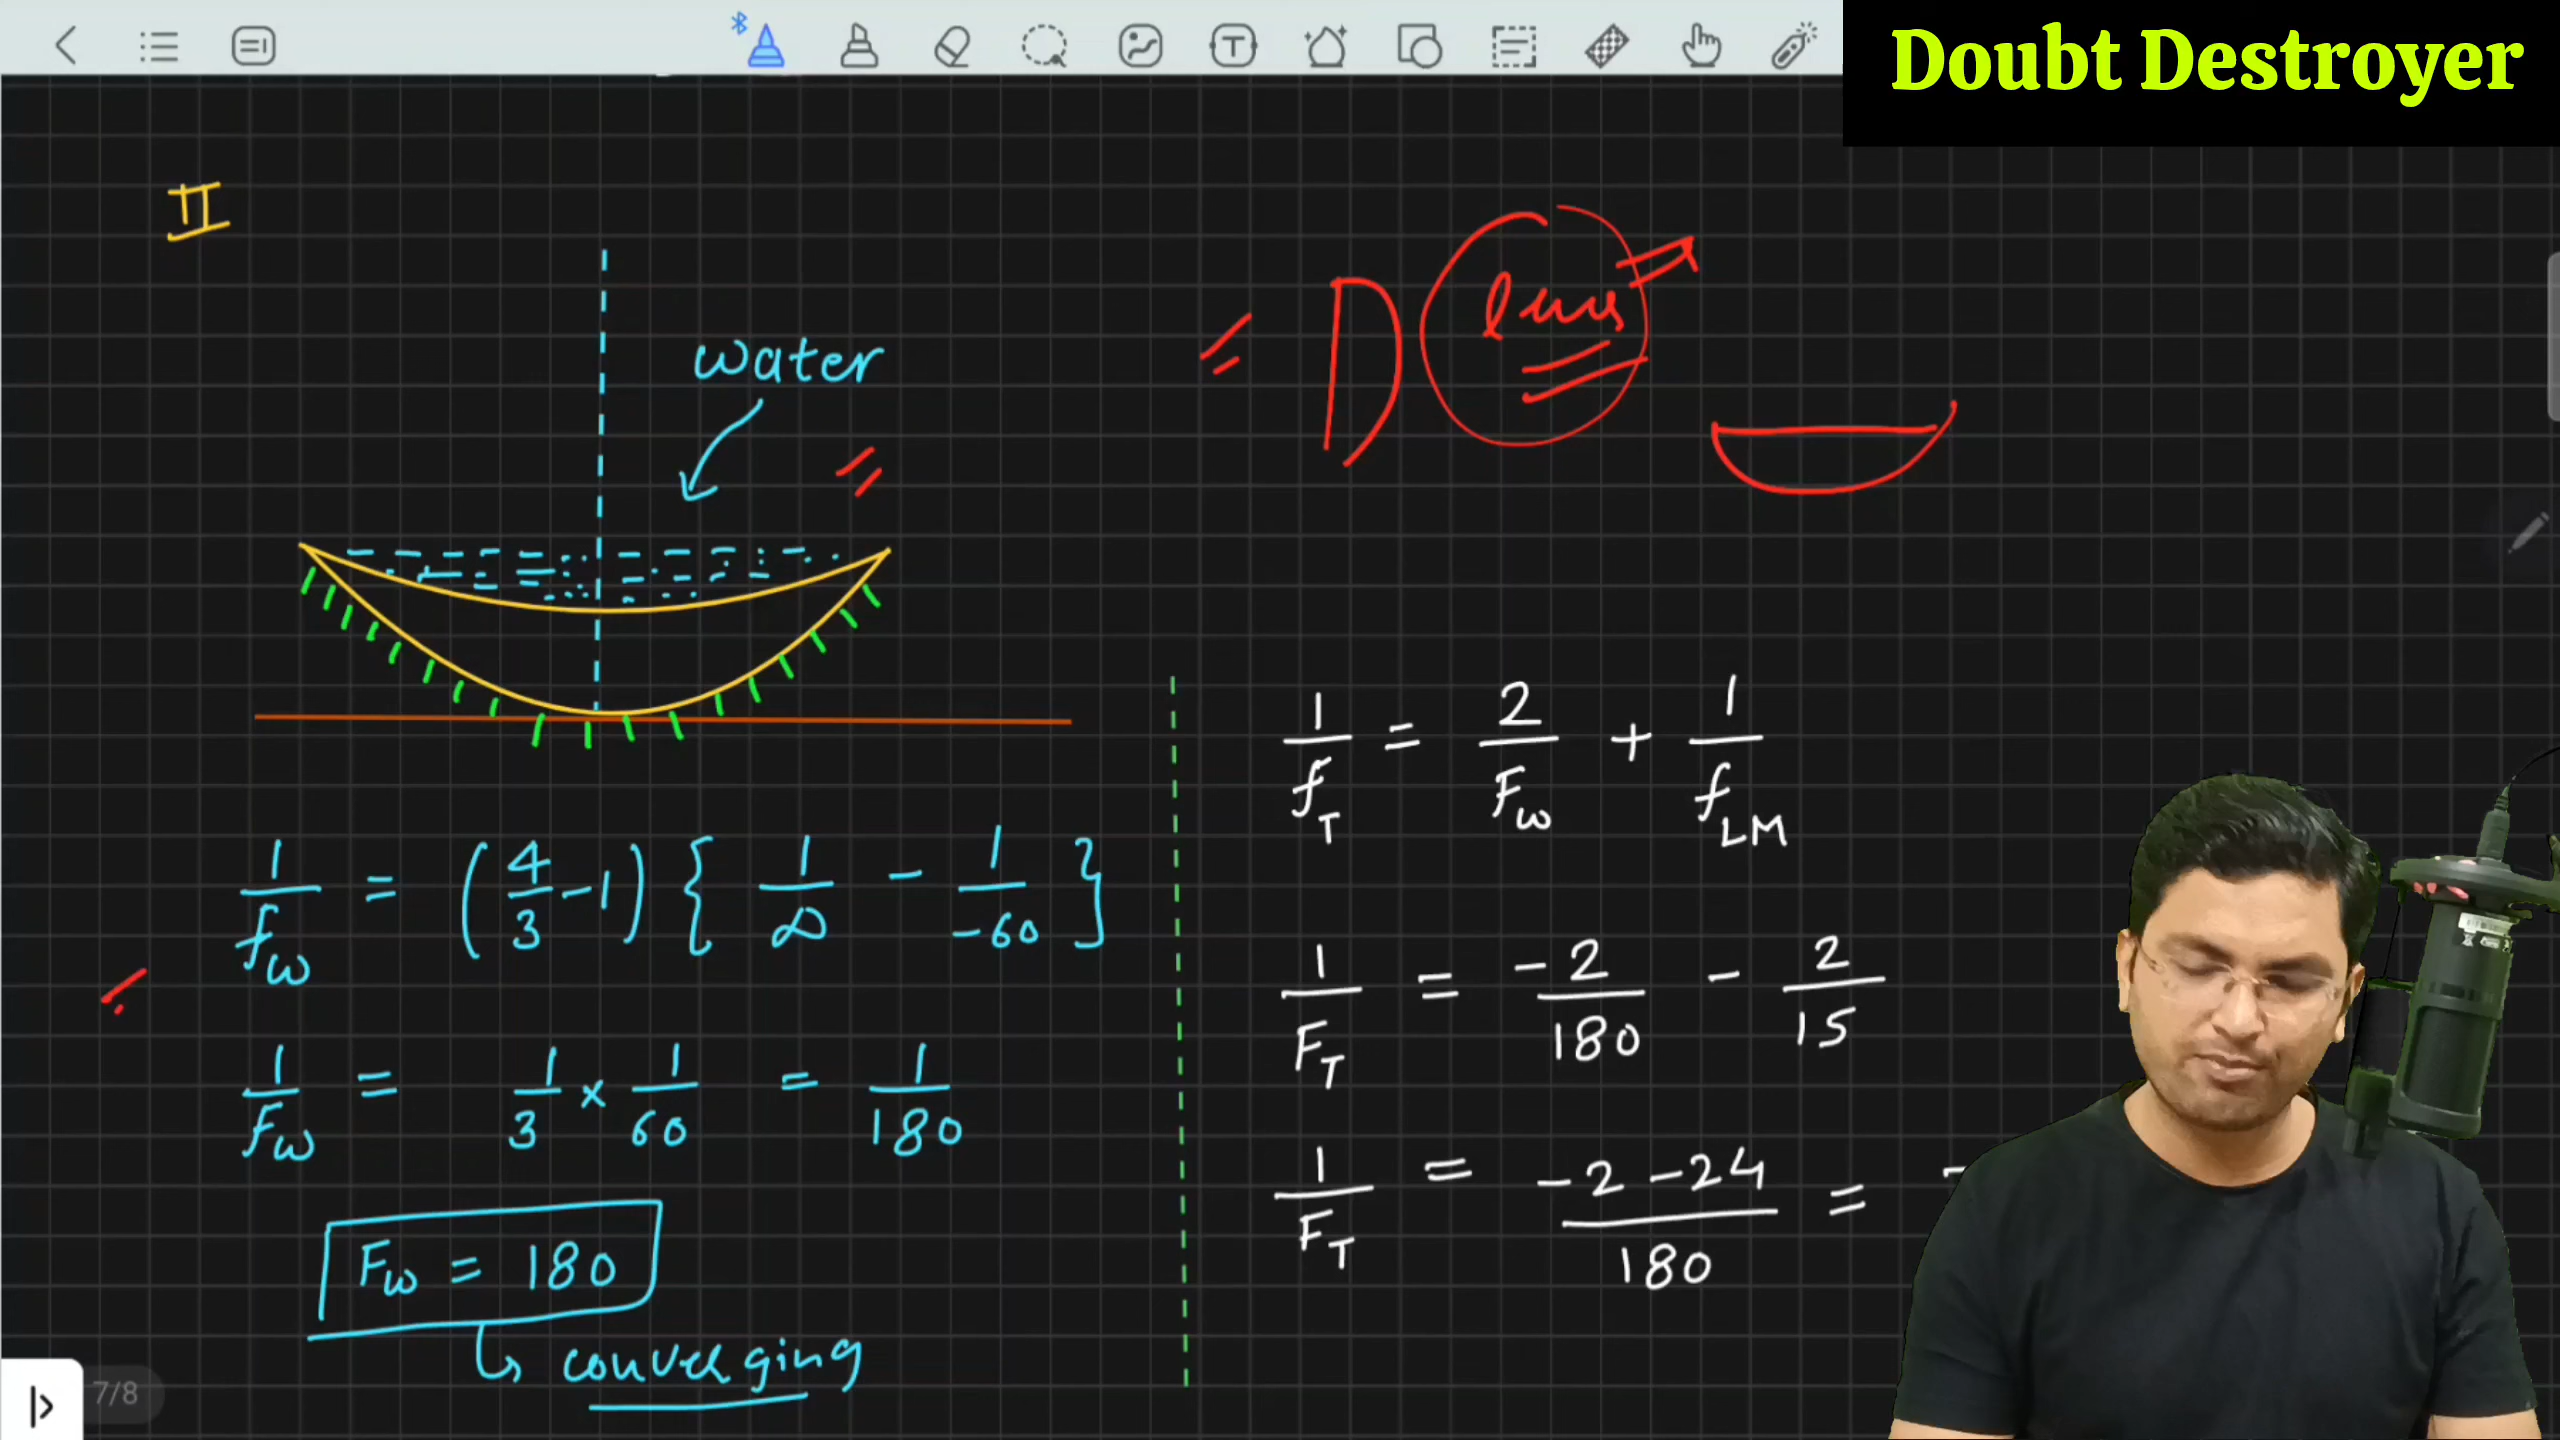 Doubt Destroyer
II
water
D lens
1/f_w = (4/3 - 1) { 1/∞ - 1/-60 }
1/F_w = 1/3 × 1/60 = 1/180
F_w = 180
↳ converging
1/f_T = 2/F_w + 1/f_LM
1/F_T = -2/180 - 2/15
1/F_T = -2-24/180 = -
7/8